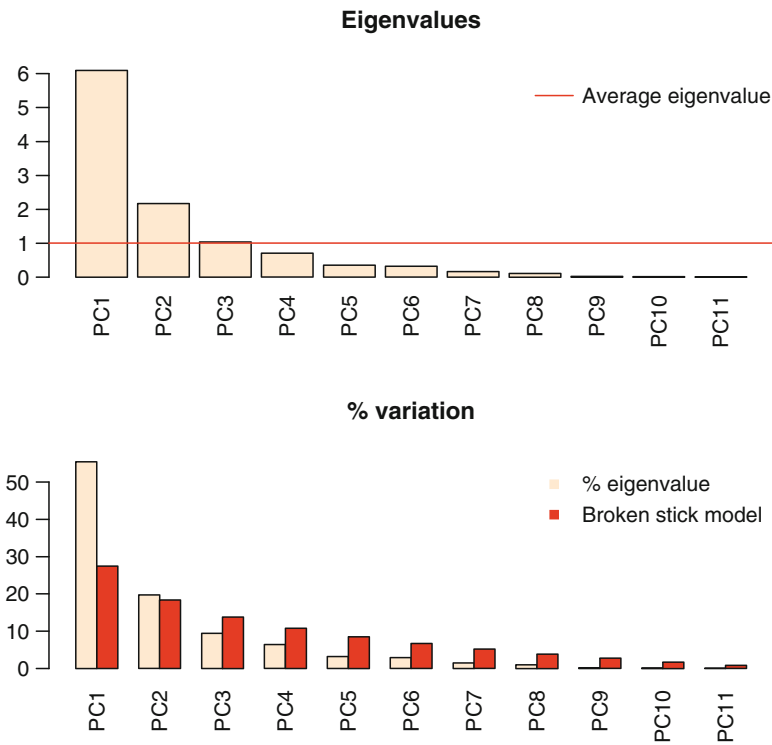 Eigenvalues
6
5
4
3
2
1
0
Average eigenvalue
PC1 PC2 PC3 PC4 PC5 PC6 PC7 PC8 PC9 PC10 PC11
% variation
50
40
30
20
10
0
% eigenvalue
Broken stick model
PC1 PC2 PC3 PC4 PC5 PC6 PC7 PC8 PC9 PC10 PC11